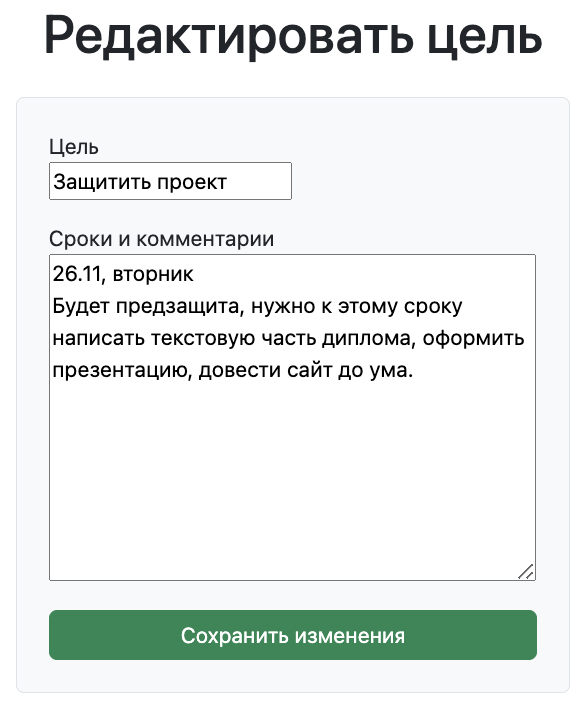 Редактировать цель
Цель
Защитить проект
Сроки и комментарии
26.11, вторник
Будет предзащита, нужно к этому сроку
написать текстовую часть диплома, оформить
презентацию, довести сайт до ума.
Сохранить изменения